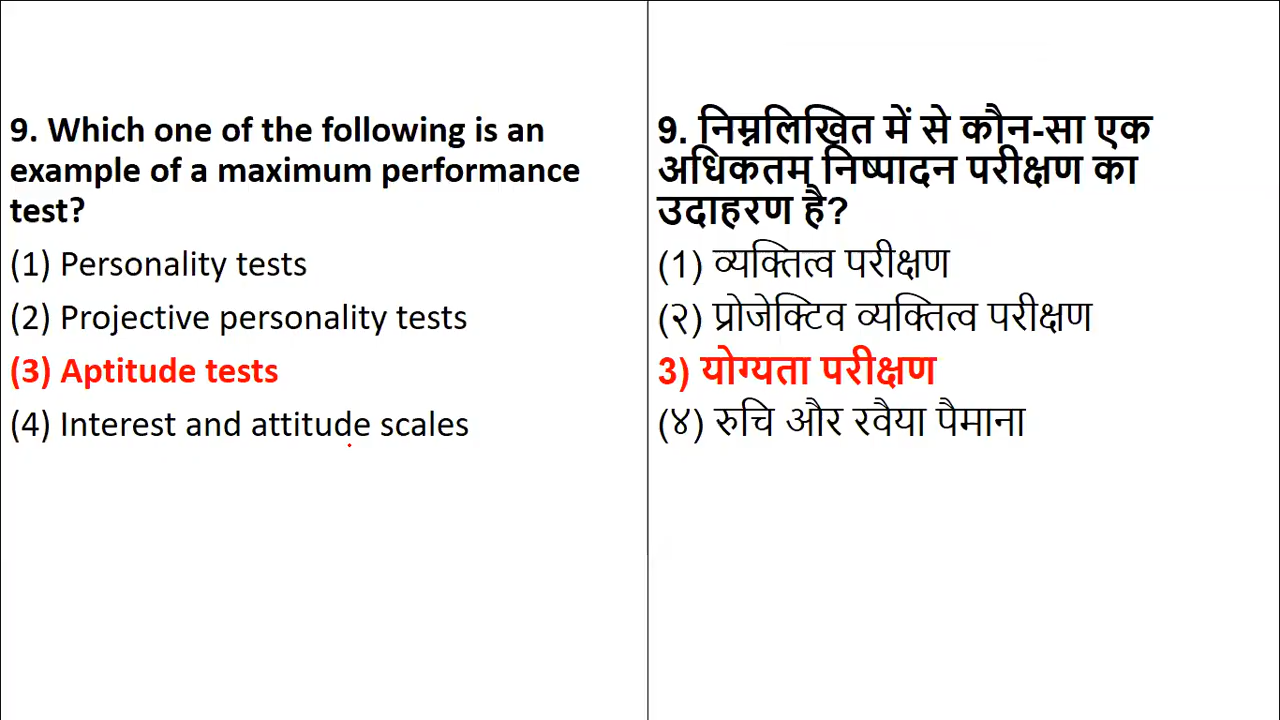 9. Which one of the following is an
example of a maximum performance
test?
(1) Personality tests
(2) Projective personality tests
(3) Aptitude tests
(4) Interest and attitude scales
9. निम्नलिखित में से कौन-सा एक
अधिकतम निष्पादन परीक्षण का
उदाहरण है?
(1) व्यक्तित्व परीक्षण
(२) प्रोजेक्टिव व्यक्तित्व परीक्षण
3) योग्यता परीक्षण
(४) रुचि और रवैया पैमाना